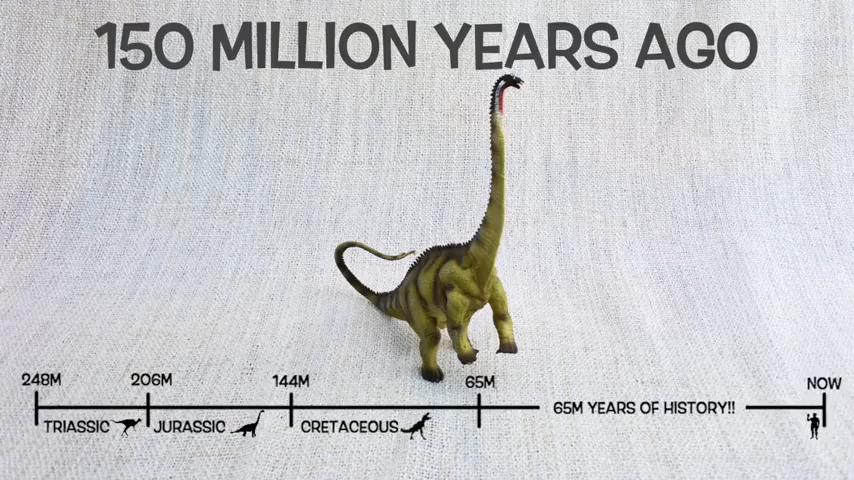 150 MILLION YEARS AGO
248M 206M 144M 65M NOW
65M YEARS OF HISTORY!!
TRIASSIC JURASSIC CRETACEOUS